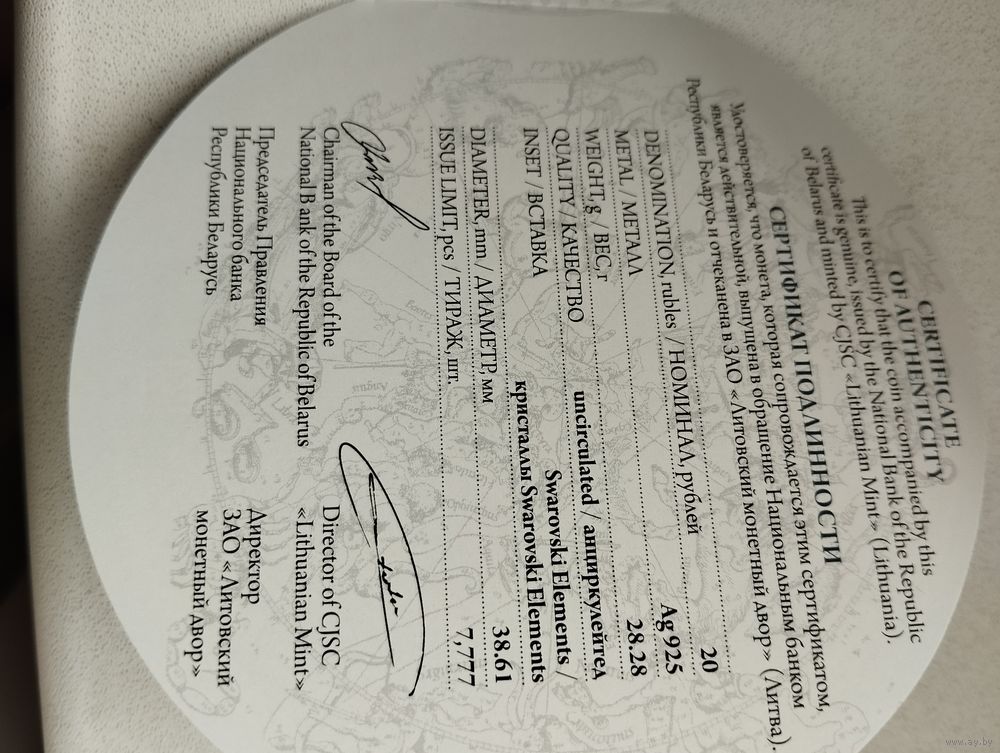 CERTIFICATE
OF AUTHENTICITY
This is to certify that the coin accompanied by this
certificate is genuine, issued by the National Bank of the Republic
of Belarus and minted by CJSC «Lithuanian Mint» (Lithuania).
СЕРТИФИКАТ ПОДЛИННОСТИ
Удостоверяется, что монета, которая сопровождается этим сертификатом,
является действительной, выпущена в обращение Национальным банком
Республики Беларусь и отчеканена в ЗАО «Литовский монетный двор» (Литва).
DENOMINATION, rubles / НОМИНАЛ, рублей 20
METAL / МЕТАЛЛ Ag 925
WEIGHT, g / ВЕС, г 28.28
QUALITY / КАЧЕСТВО uncirculated / анциркулейтед
INSET / ВСТАВКА Swarovski Elements /
кристаллы Swarovski Elements
DIAMETER, mm / ДИАМЕТР, мм 38.61
ISSUE LIMIT, pcs / ТИРАЖ, шт. 7,777
Chairman of the Board of the
National Bank of the Republic of Belarus
Председатель Правления
Национального банка
Республики Беларусь
Director of CJSC
«Lithuanian Mint»
Директор
ЗАО «Литовский
монетный двор»
www.ay.by